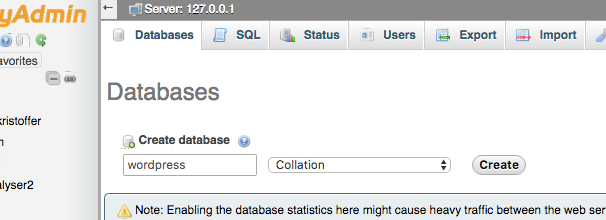 yAdmin
Server: 127.0.0.1
Databases SQL Status Users Export Import
avorites
Databases
kristoffer
Create database
n
wordpress Collation Create
alyser2
Note: Enabling the database statistics here might cause heavy traffic between the web ser